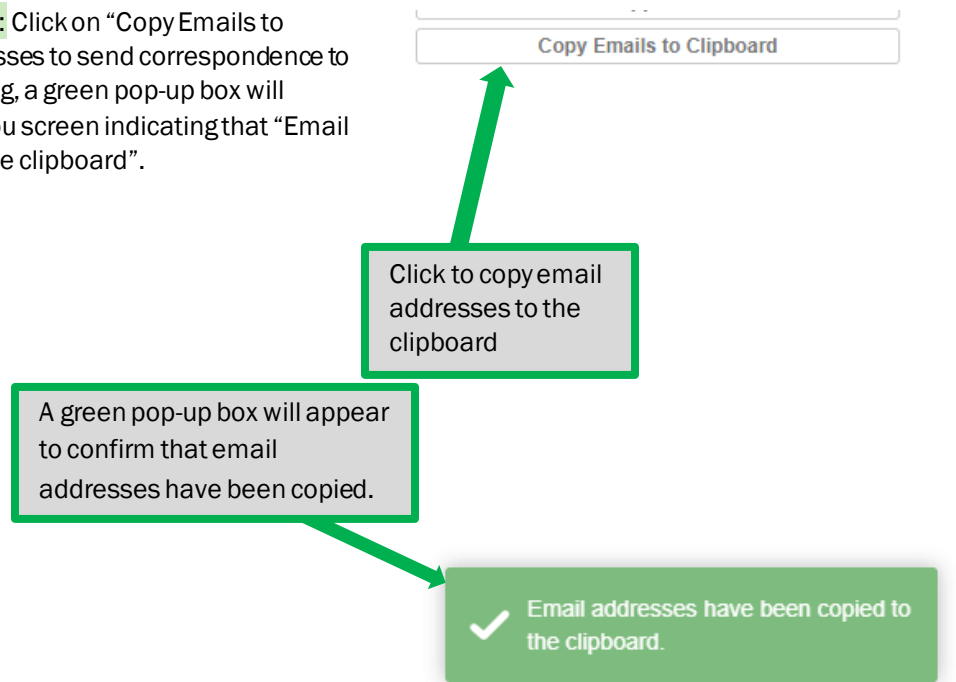 : Click on “Copy Emails to
sses to send correspondence to
g, a green pop-up box will
ou screen indicating that “Email
e clipboard”.
Copy Emails to Clipboard
Click to copy email
addresses to the
clipboard
A green pop-up box will appear
to confirm that email
addresses have been copied.
Email addresses have been copied to
the clipboard.